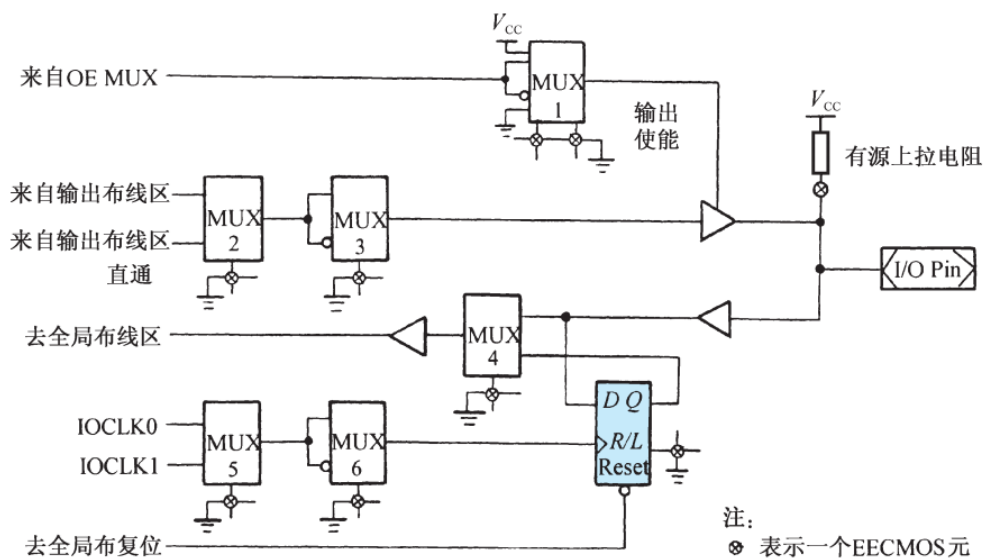 V_CC
来自OE MUX
MUX
1
输出
使能
V_CC
有源上拉电阻
来自输出布线区
来自输出布线区
直通
MUX
2
MUX
3
I/O Pin
去全局布线区
MUX
4
D Q
R/L
Reset
IOCLK0
IOCLK1
MUX
5
MUX
6
去全局布复位
注:
⊗ 表示一个EECMOS元